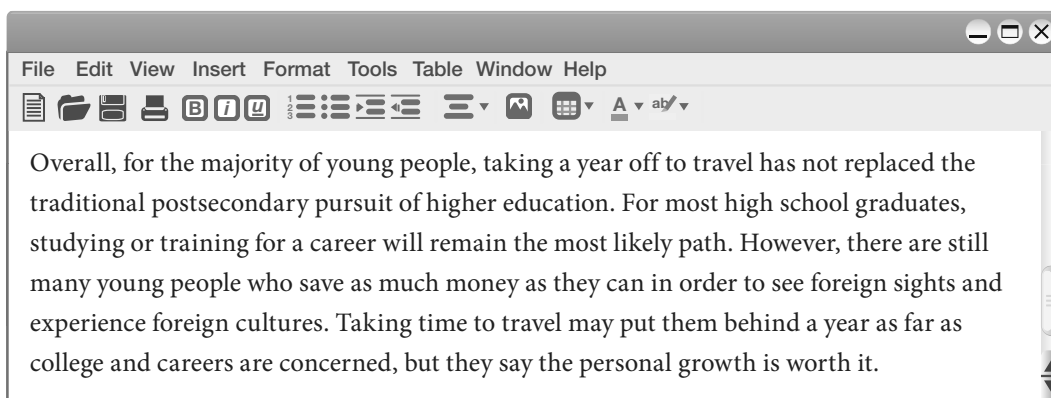 File Edit View Insert Format Tools Table Window Help
Overall, for the majority of young people, taking a year off to travel has not replaced the
traditional postsecondary pursuit of higher education. For most high school graduates,
studying or training for a career will remain the most likely path. However, there are still
many young people who save as much money as they can in order to see foreign sights and
experience foreign cultures. Taking time to travel may put them behind a year as far as
college and careers are concerned, but they say the personal growth is worth it.